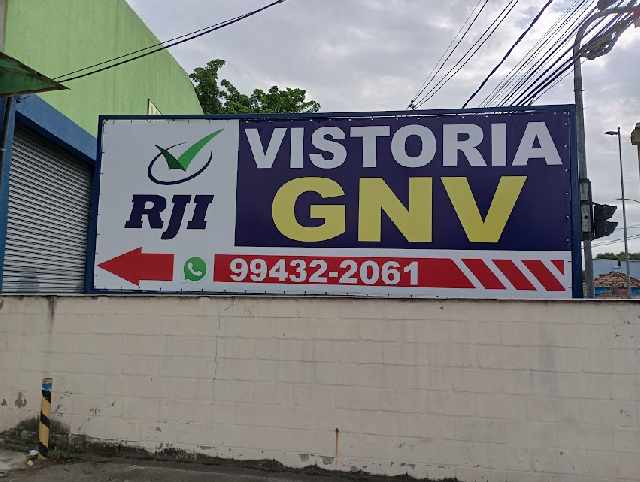 RJI
VISTORIA
GNV
99432-2061